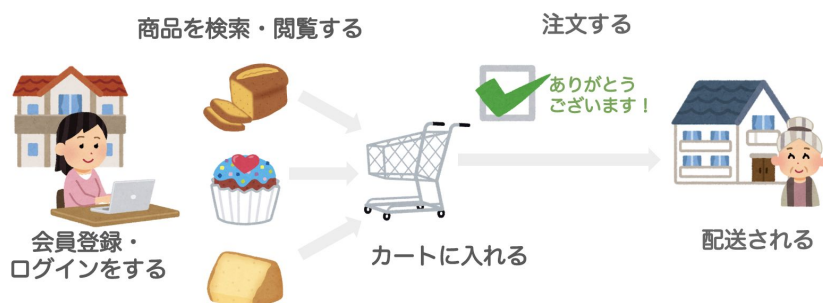 商品を検索・閲覧する
注文する
ありがとう
ございます!
会員登録・
ログインをする
カートに入れる
配送される